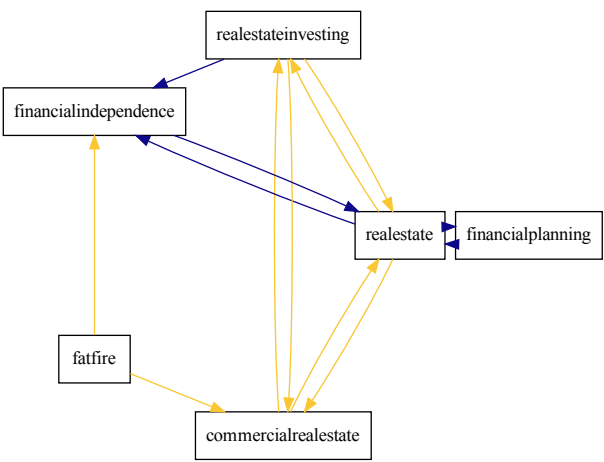 realestateinvesting
financialindependence
realestate
financialplanning
fatfire
commercialrealestate